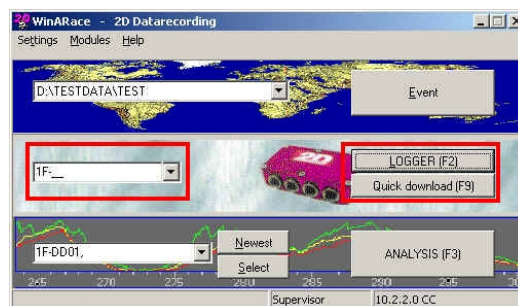 WinARace - 2D Datarecording
Settings Modules Help
D:\TESTDATA\TEST
Event
1F-__
2D
LOGGER (F2)
Quick download (F9)
1F-DD01,
Newest
Select
ANALYSIS (F3)
265 270 275 285 290 295
Supervisor
10.2.2.0 CC